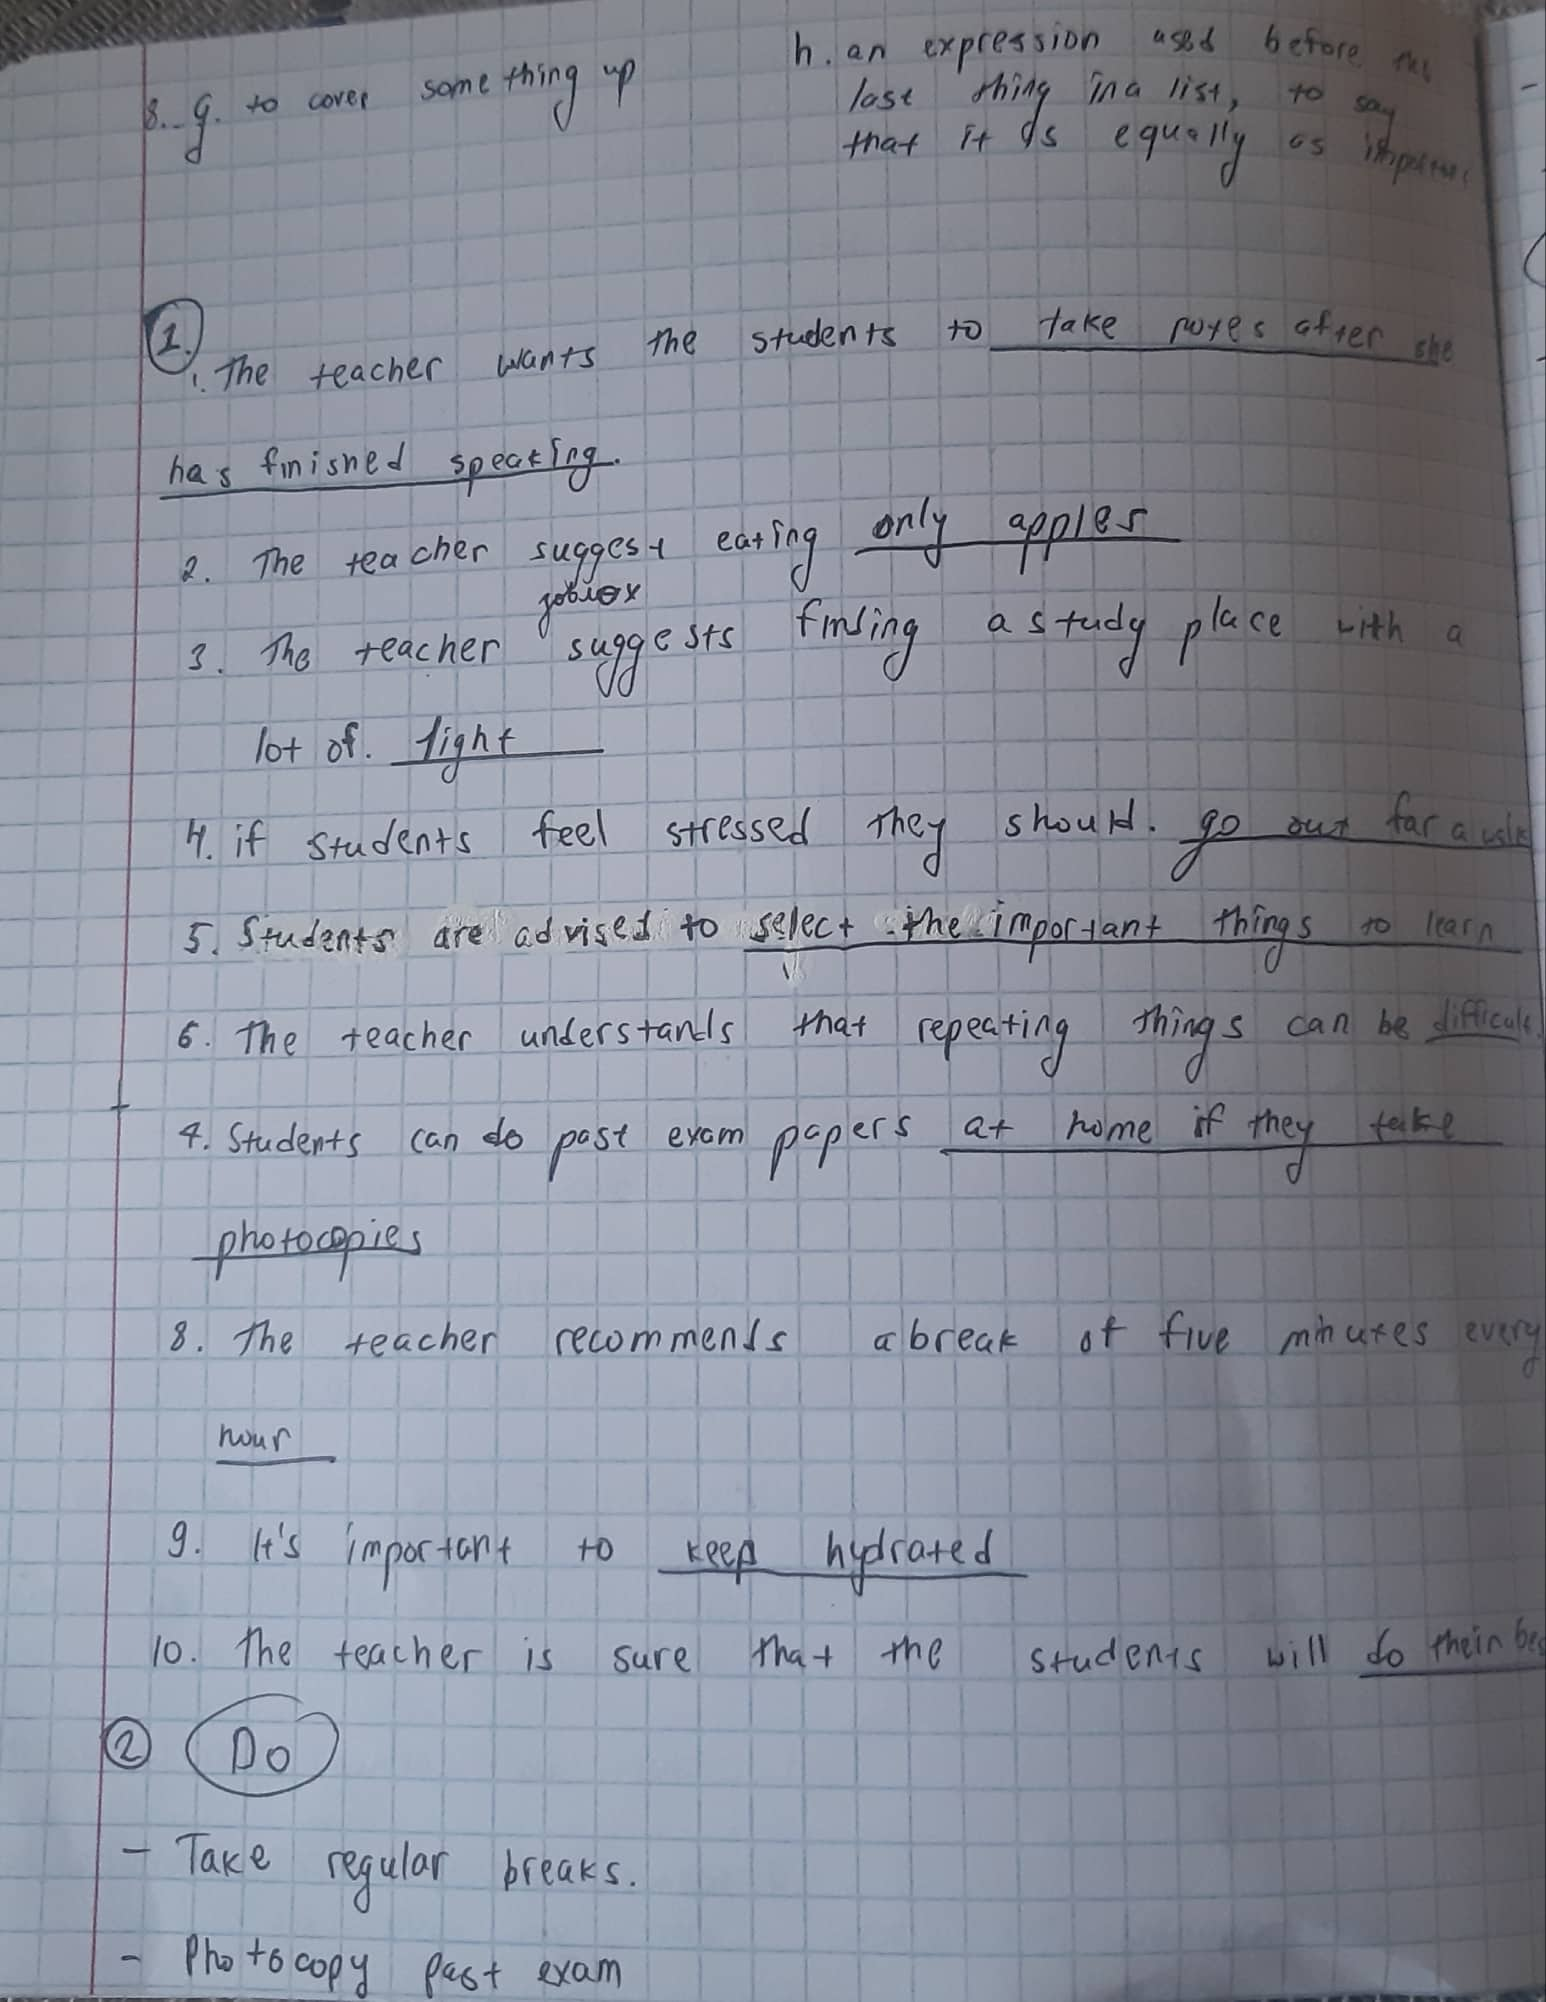 8. g. to cover something up
h. an expression used before the
last thing in a list, to say
that it is equally as
1.
1. The teacher wants the students to take notes after she
has finished speaking.
2. The teacher suggest eating only apples
3. The teacher suggests finding a study place with a
lot of. light
4. if students feel stressed they should. go out for a walk
5. Students are advised to select the important things to learn
6. The teacher understands that repeating things can be difficult
7. Students can do past exam papers at home if they take
photocopies
8. The teacher recommends a break of five minutes every
hour
9. It's important to keep hydrated
10. The teacher is sure that the students will do their bes
2 Do
- Take regular breaks.
- Photocopy past exam